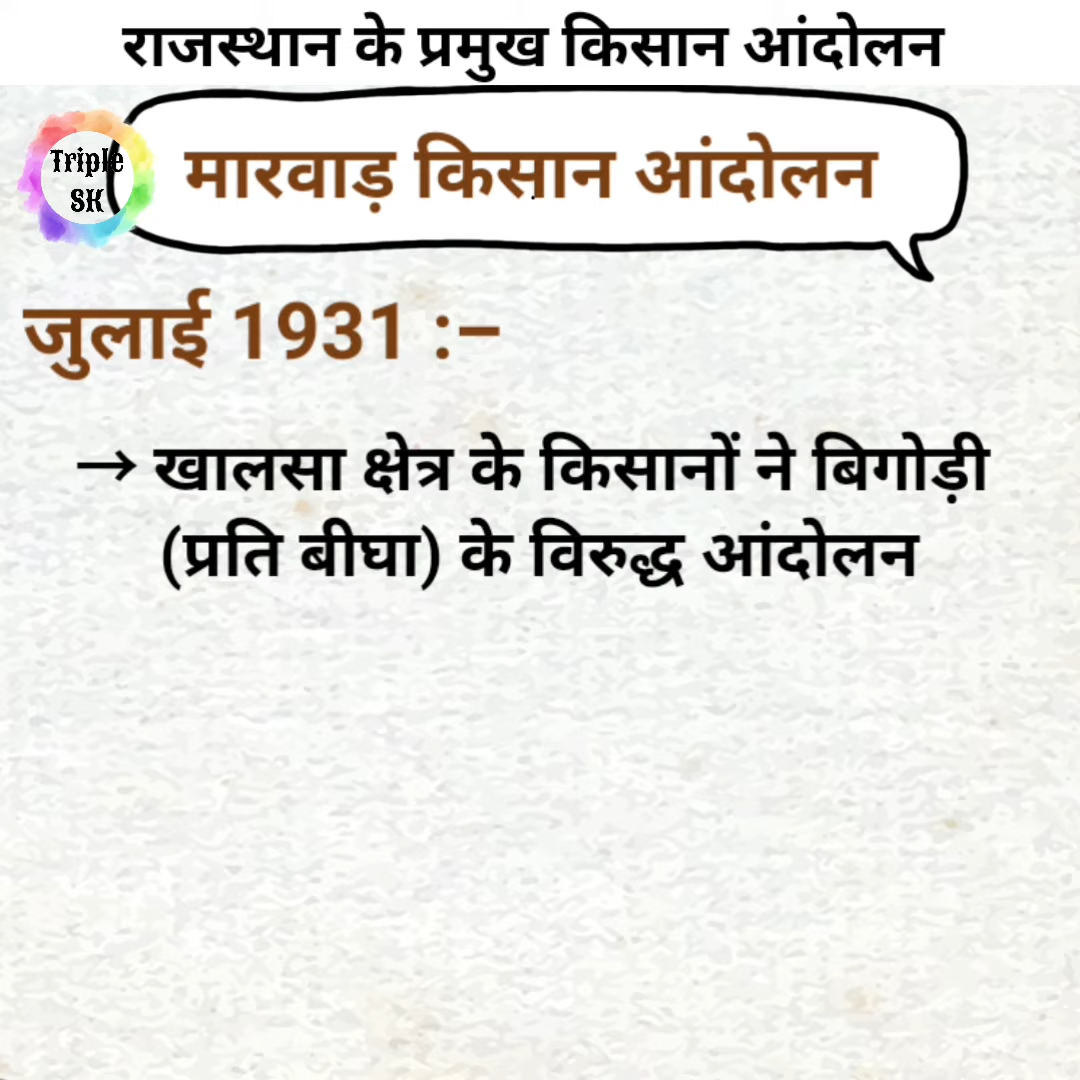 राजस्थान के प्रमुख किसान आंदोलन
Triple
SK
मारवाड़ किसान आंदोलन
जुलाई 1931 :–
→ खालसा क्षेत्र के किसानों ने बिगोड़ी
(प्रति बीघा) के विरुद्ध आंदोलन